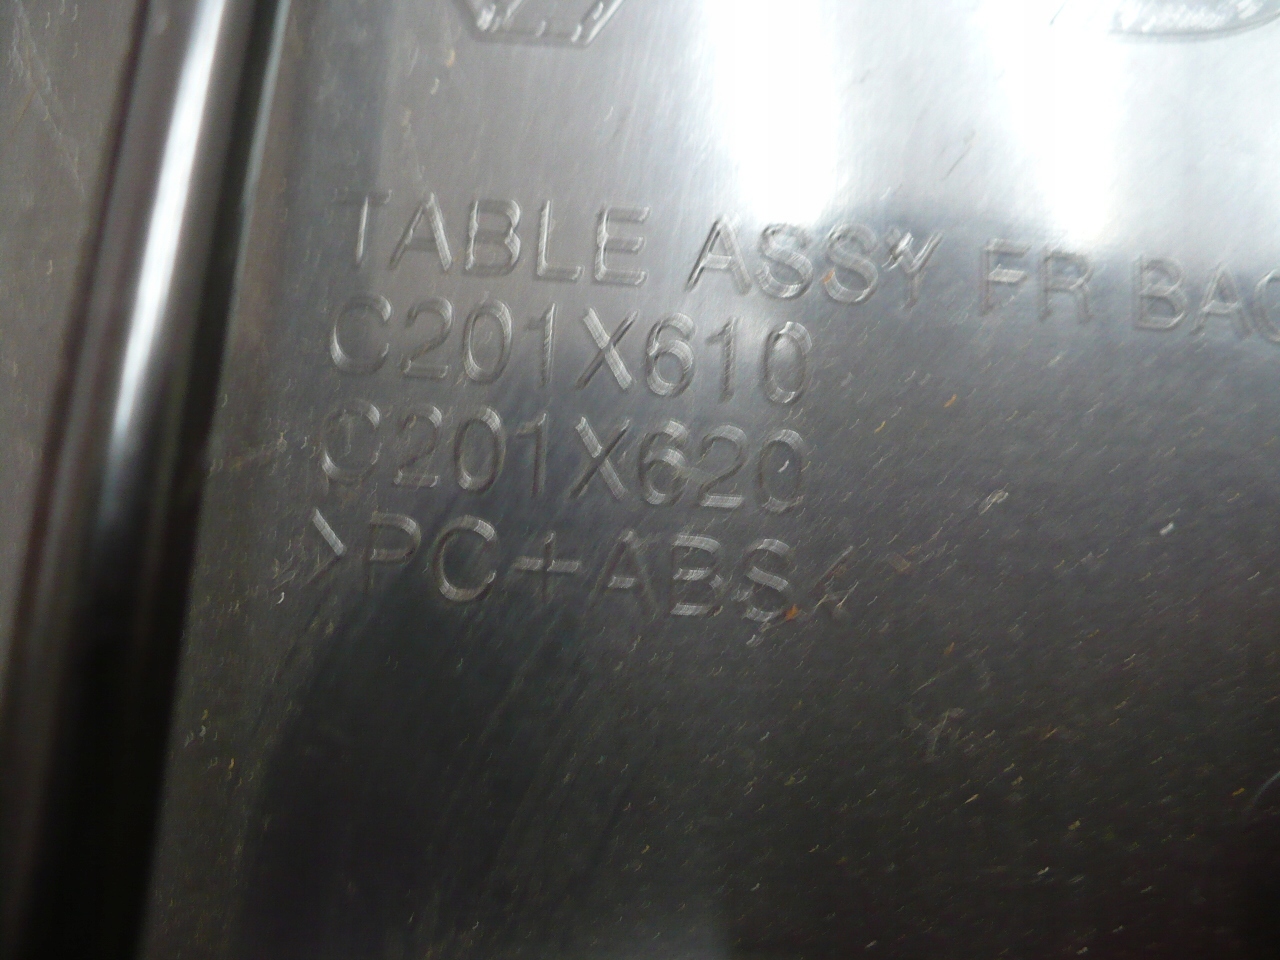 TABLE ASSY FR BAC
C201X610
C201X620
>PC+ABS<